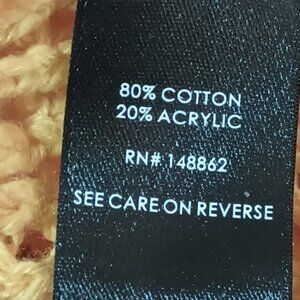 80% COTTON
20% ACRYLIC
RN# 148862
SEE CARE ON REVERSE